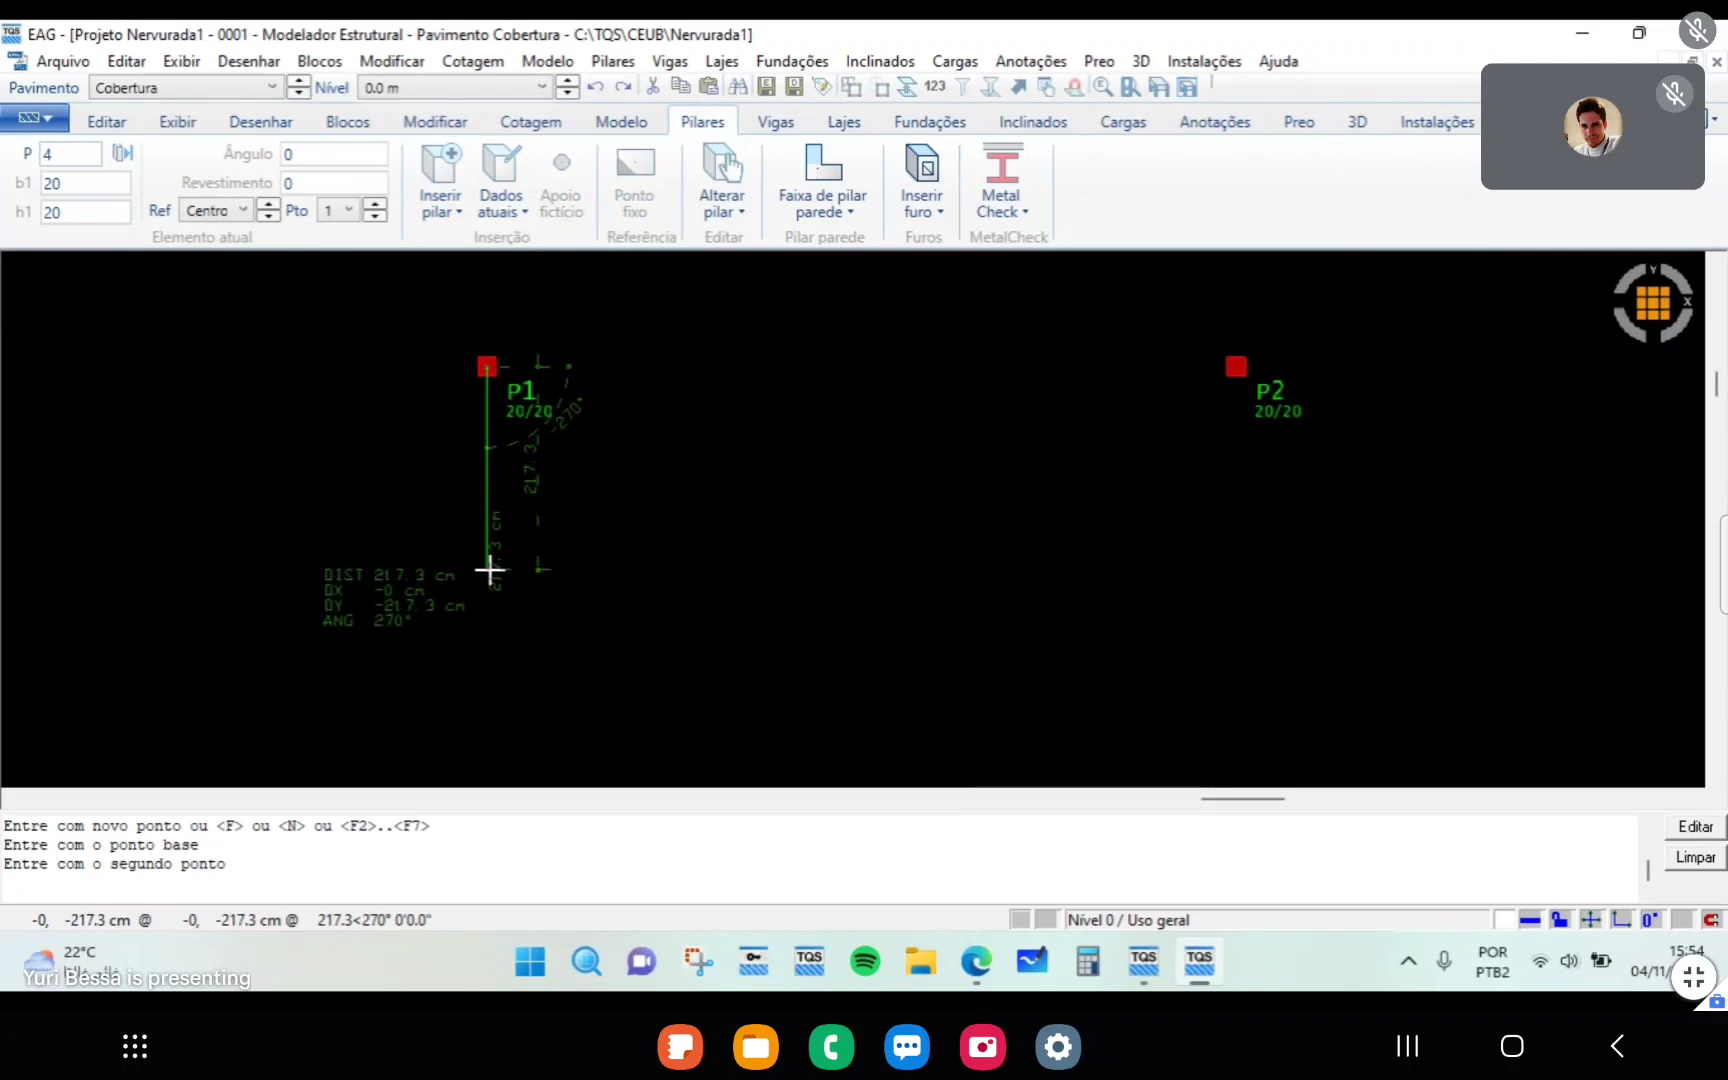 EAG - [Projeto Nervurada1 - 0001 - Modelador Estrutural - Pavimento Cobertura - C:\TQS\CEUB\Nervurada1]
Arquivo Editar Exibir Desenhar Blocos Modificar Cotagem Modelo Pilares Vigas Lajes Fundações Inclinados Cargas Anotações Preo 3D Instalações Ajuda
Pavimento Cobertura Nível 0.0 m 123
Editar Exibir Desenhar Blocos Modificar Cotagem Modelo Pilares Vigas Lajes Fundações Inclinados Cargas Anotações Preo 3D Instalações
P 4 Ângulo 0
b1 20 Revestimento 0
h1 20 Ref Centro Pto 1
Elemento atual
Inserir pilar
Dados atuais
Apoio fictício
Inserção
Ponto fixo
Referência
Alterar pilar
Editar
Faixa de pilar parede
Pilar parede
Inserir furo
Furos
Metal Check
MetalCheck
Y
X
P1
20/20
270°
217.3
217.3 cm
P2
20/20
DIST 217.3 cm
DX -0 cm
DY -217.3 cm
ANG 270°
Entre com novo ponto ou <F> ou <N> ou <F2>..<F7>
Entre com o ponto base
Entre com o segundo ponto
Editar
Limpar
-0, -217.3 cm @ -0, -217.3 cm @ 217.3<270° 0'0.0"
Nível 0 / Uso geral
22°C
Yuri Bessa is presenting
TQS
TQS
TQS
POR
PTB2
15:54
04/11/